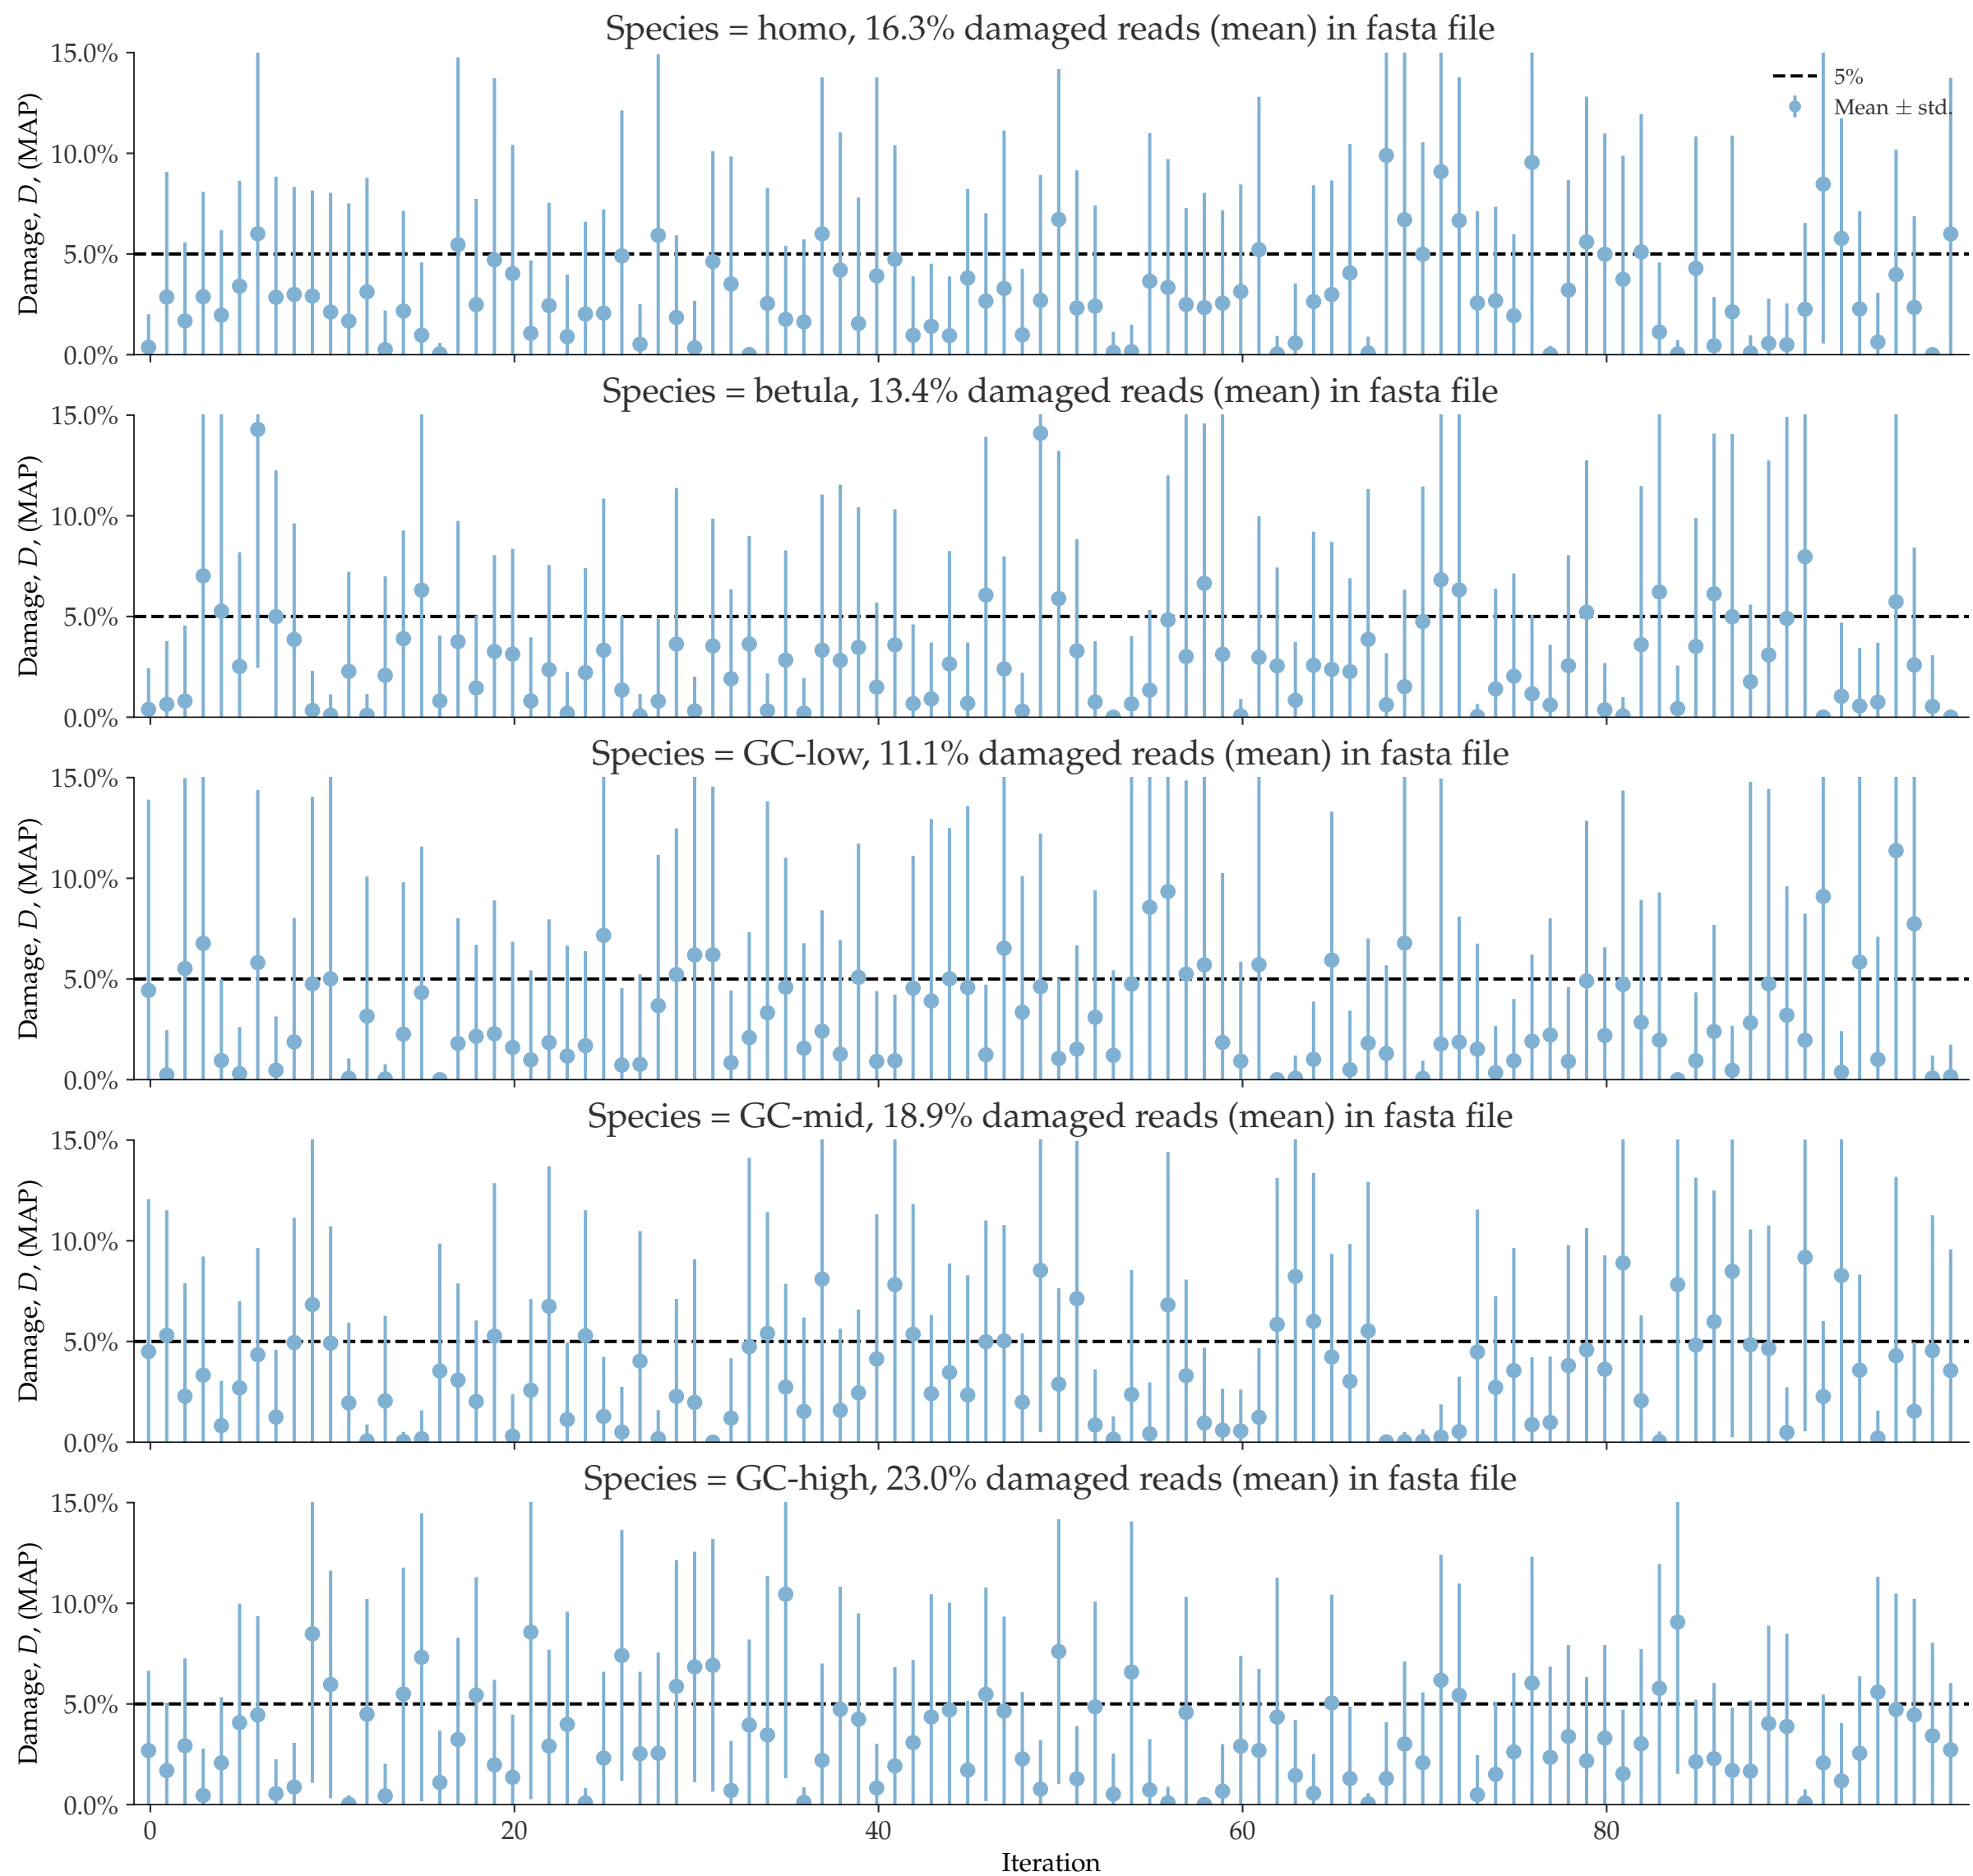 Species = homo, 16.3% damaged reads (mean) in fasta file
15.0%
10.0%
5.0%
0.0%
Damage, D, (MAP)
5%
Mean ± std.
Species = betula, 13.4% damaged reads (mean) in fasta file
15.0%
10.0%
5.0%
0.0%
Damage, D, (MAP)
Species = GC-low, 11.1% damaged reads (mean) in fasta file
15.0%
10.0%
5.0%
0.0%
Damage, D, (MAP)
Species = GC-mid, 18.9% damaged reads (mean) in fasta file
15.0%
10.0%
5.0%
0.0%
Damage, D, (MAP)
Species = GC-high, 23.0% damaged reads (mean) in fasta file
15.0%
10.0%
5.0%
0.0%
Damage, D, (MAP)
0 20 40 60 80
Iteration